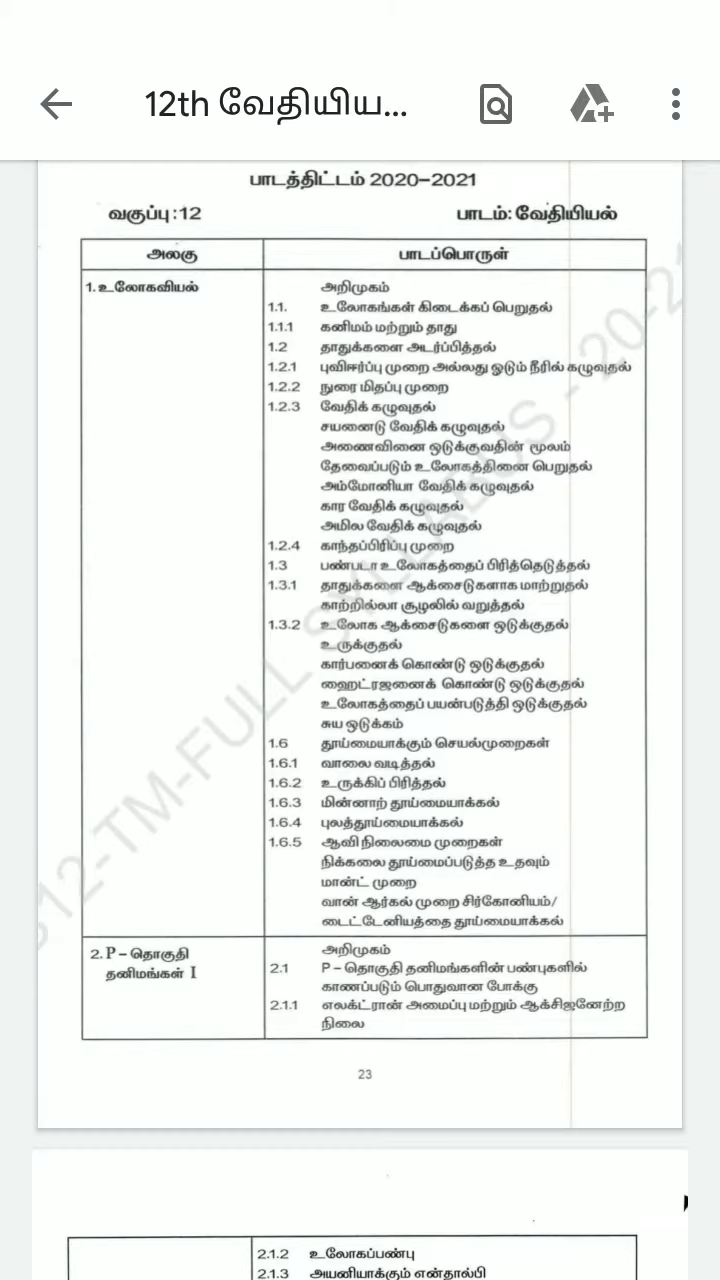 12th வேதியிய...
பாடத்திட்டம் 2020-2021
வகுப்பு :12 பாடம்: வேதியியல்
அலகு பாடப்பொருள்
1. உலோகவியல் அறிமுகம்
1.1. உலோகங்கள் கிடைக்கப் பெறுதல்
1.1.1 கனிமம் மற்றும் தாது
1.2 தாதுக்களை அடர்ப்பித்தல்
1.2.1 புவிஈர்ப்பு முறை அல்லது ஓடும் நீரில் கழுவுதல்
1.2.2 நுரை மிதப்பு முறை
1.2.3 வேதிக் கழுவுதல்
சயனைடு வேதிக் கழுவுதல்
அணைவினை ஒடுக்குவதின் மூலம்
தேவைப்படும் உலோகத்தினை பெறுதல்
அம்மோனியா வேதிக் கழுவுதல்
கார வேதிக் கழுவுதல்
அமில வேதிக் கழுவுதல்
1.2.4 காந்தப்பிரிப்பு முறை
1.3 பண்படா உலோகத்தைப் பிரித்தெடுத்தல்
1.3.1 தாதுக்களை ஆக்சைடுகளாக மாற்றுதல்
காற்றில்லா சூழலில் வறுத்தல்
1.3.2 உலோக ஆக்சைடுகளை ஒடுக்குதல்
உருக்குதல்
கார்பனைக் கொண்டு ஒடுக்குதல்
ஹைட்ரஜனைக் கொண்டு ஒடுக்குதல்
உலோகத்தைப் பயன்படுத்தி ஒடுக்குதல்
சுய ஒடுக்கம்
1.6 தூய்மையாக்கும் செயல்முறைகள்
1.6.1 வாலை வடித்தல்
1.6.2 உருக்கிப் பிரித்தல்
1.6.3 மின்னாற் தூய்மையாக்கல்
1.6.4 புலத்தூய்மையாக்கல்
1.6.5 ஆவி நிலைமை முறைகள்
நிக்கலை தூய்மைப்படுத்த உதவும்
மான்ட் முறை
வான் ஆர்கல் முறை சிர்கோனியம்/
டைட்டேனியத்தை தூய்மையாக்கல்
2. P – தொகுதி அறிமுகம்
தனிமங்கள் I 2.1 P – தொகுதி தனிமங்களின் பண்புகளில்
காணப்படும் பொதுவான போக்கு
2.1.1 எலக்ட்ரான் அமைப்பு மற்றும் ஆக்சிஜனேற்ற
நிலை
23
2.1.2 உலோகப்பண்பு
2.1.3 அயனியாக்கும் என்தால்பி
12-TM-FULL SYLLABUS - 20-21